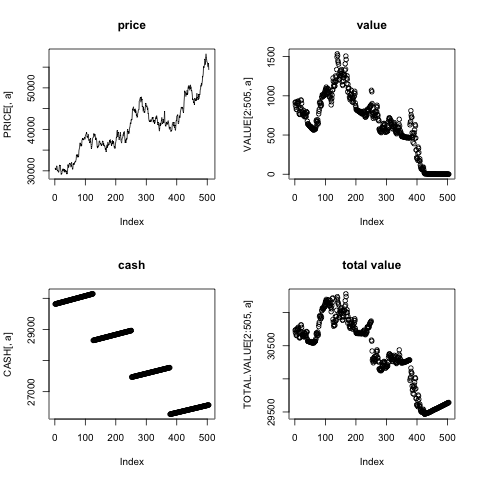 price
PRICE[, a]
30000
40000
50000
0
100
200
300
400
500
Index
value
VALUE[2:505, a]
0
500
1000
1500
0
100
200
300
400
500
Index
cash
CASH[, a]
27000
29000
0
100
200
300
400
500
Index
total value
TOTAL.VALUE[2:505, a]
29500
30500
0
100
200
300
400
500
Index